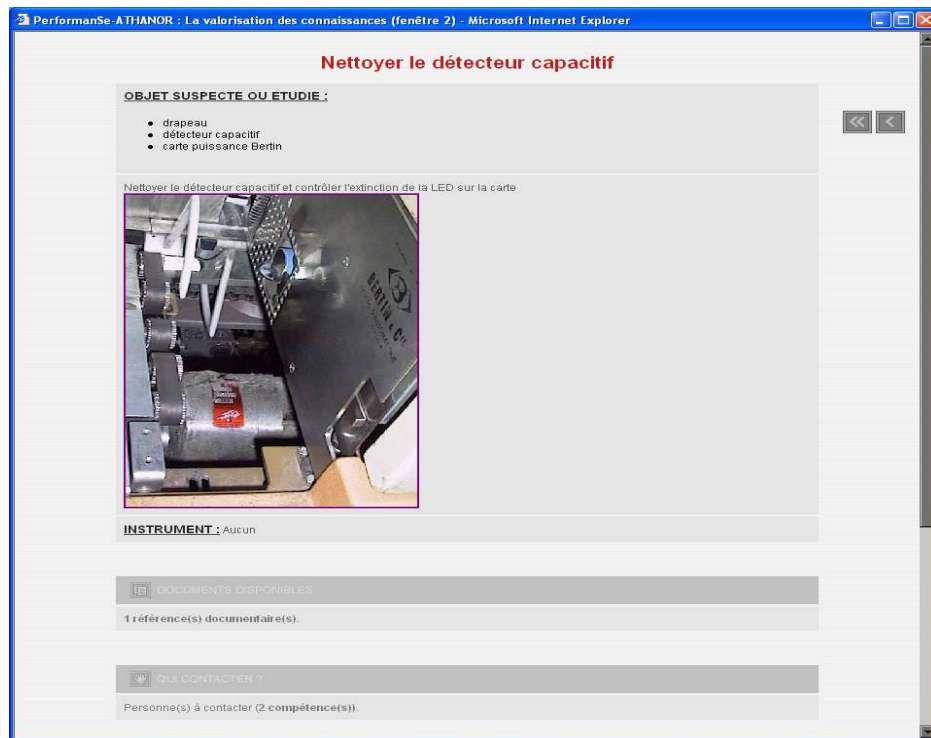 PerformanSe-ATHANOR : La valorisation des connaissances (fenêtre 2) - Microsoft Internet Explorer
Nettoyer le détecteur capacitif
OBJET SUSPECTE OU ETUDIE :
drapeau
détecteur capacitif
carte puissance Bertin
Nettoyer le détecteur capacitif et contrôler l'extinction de la LED sur la carte
BERTIN & Cie
INSTRUMENT : Aucun
DOCUMENTS DISPONIBLES
1 référence(s) documentaire(s).
QUI CONTACTER ?
Personne(s) à contacter (2 compétence(s)).